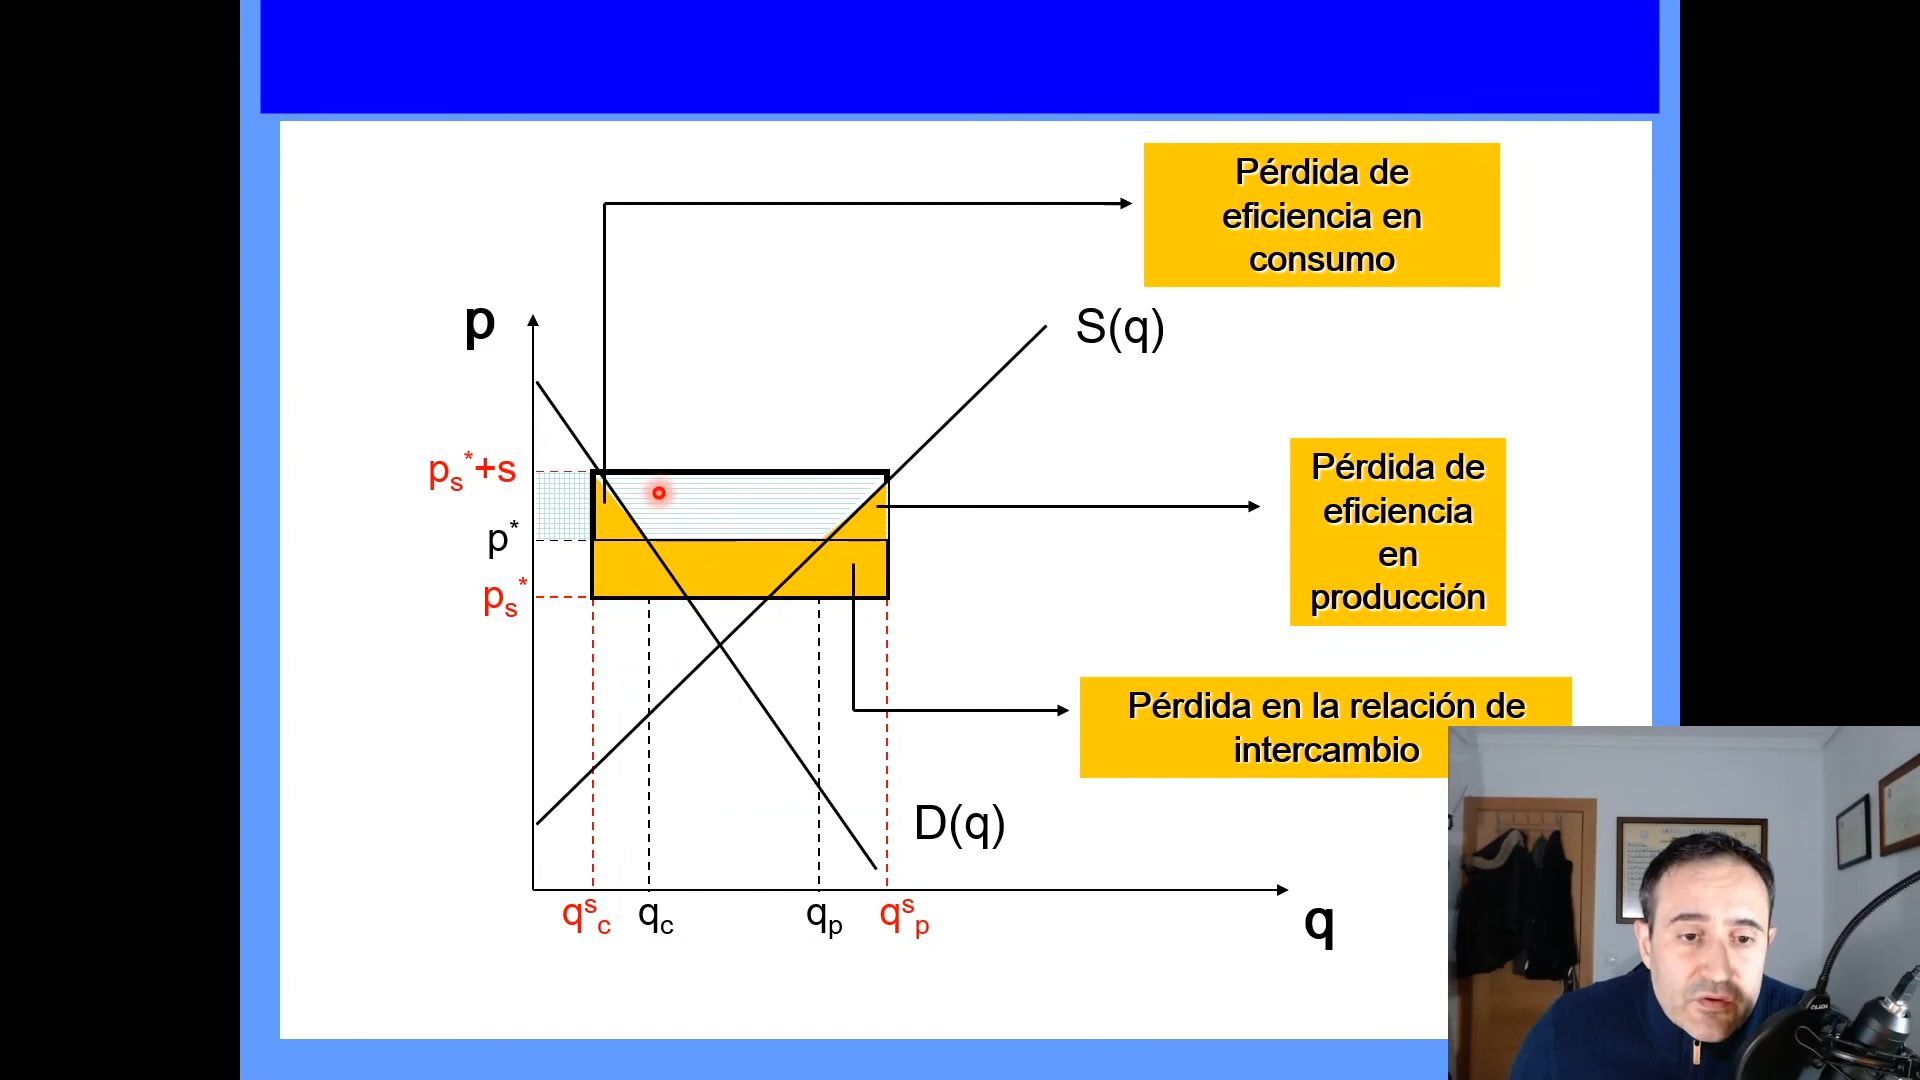 Pérdida de
eficiencia en
consumo
p
S(q)
pₛ*+s
Pérdida de
eficiencia
en
producción
p*
pₛ*
Pérdida en la relación de
intercambio
D(q)
qˢc
qc
qp
qˢp
q